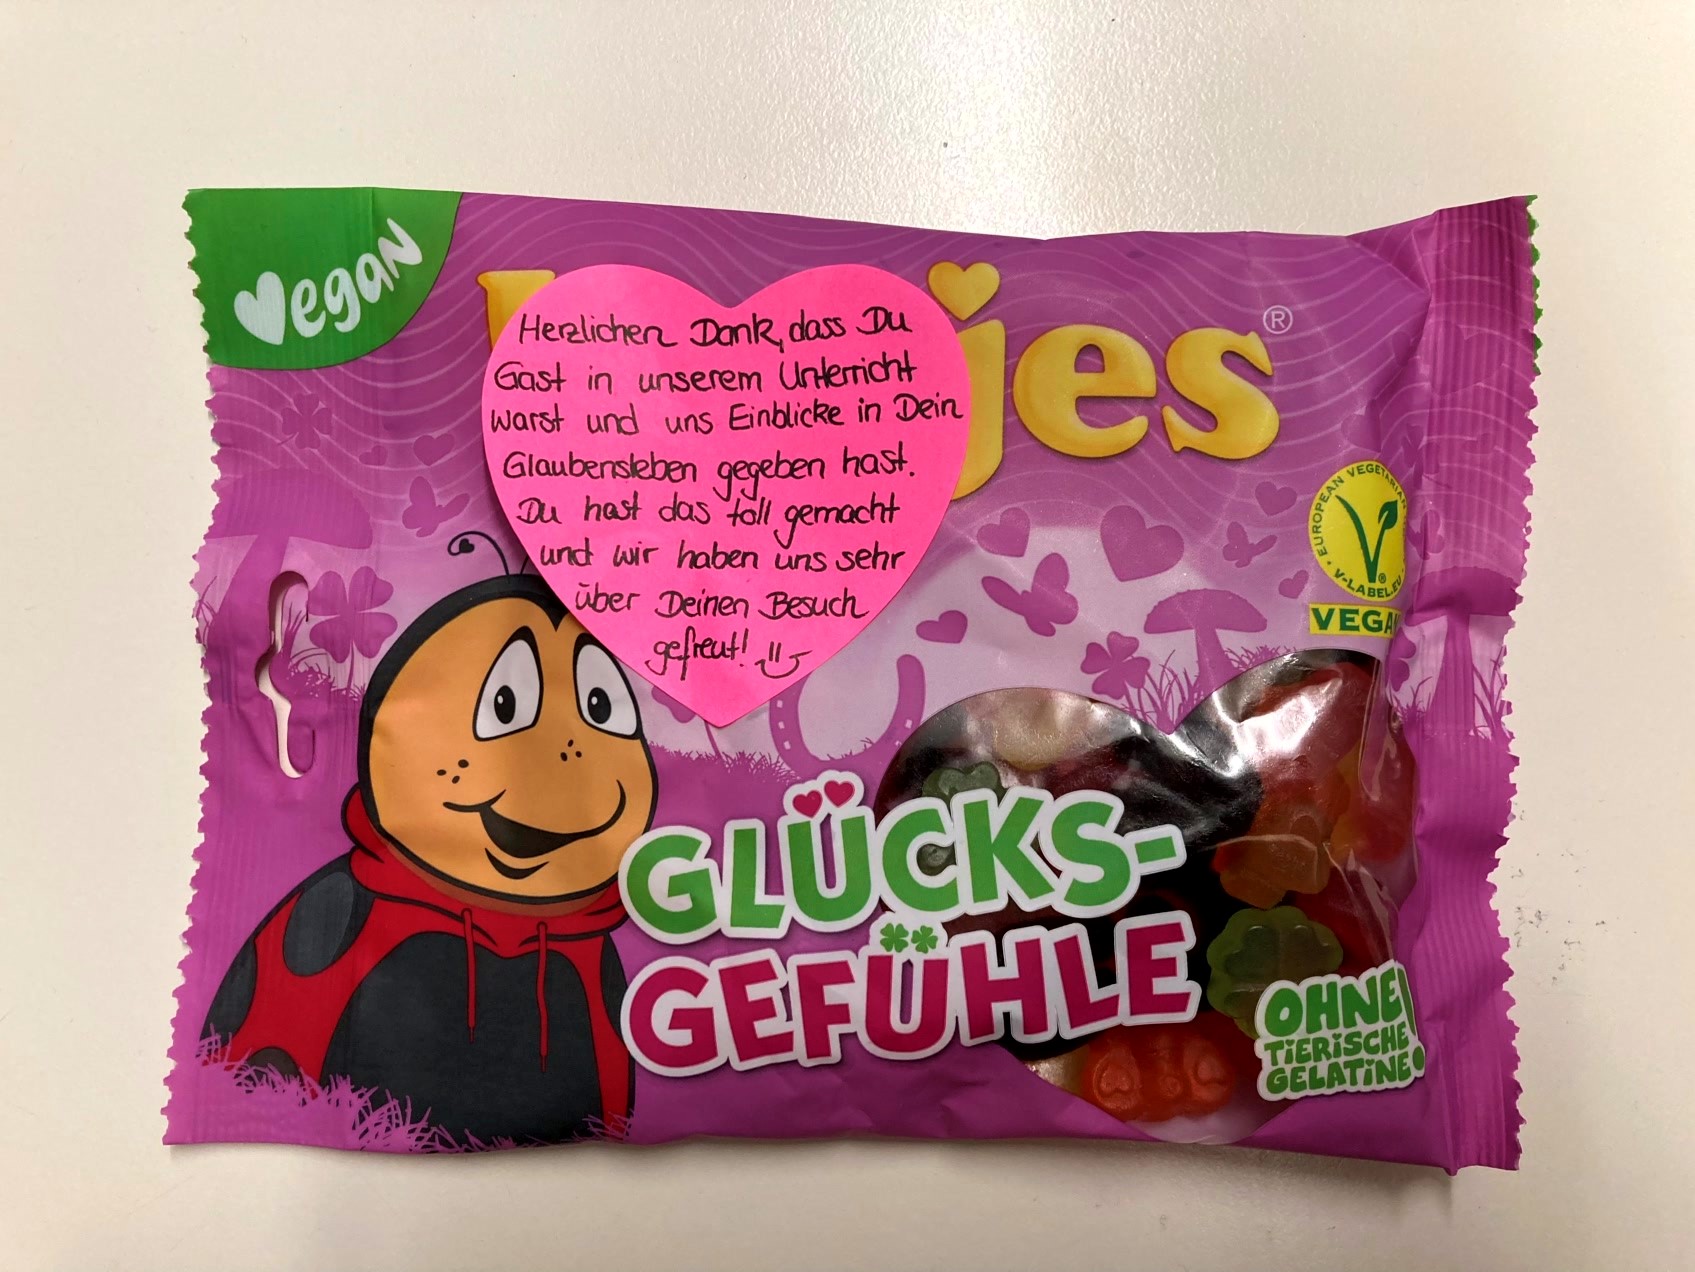 Vegan
jes®
Herzlichen Dank, dass Du
Gast in unserem Unterricht
warst und uns Einblicke in Dein
Glaubensleben gegeben hast.
Du hast das toll gemacht
und wir haben uns sehr
über Deinen Besuch
gefreut!
EUROPEAN VEGETARIAN
V-LABEL.EU
VEGA
GLÜCKS-
GEFÜHLE
OHNE
TIERISCHE
GELATINE!